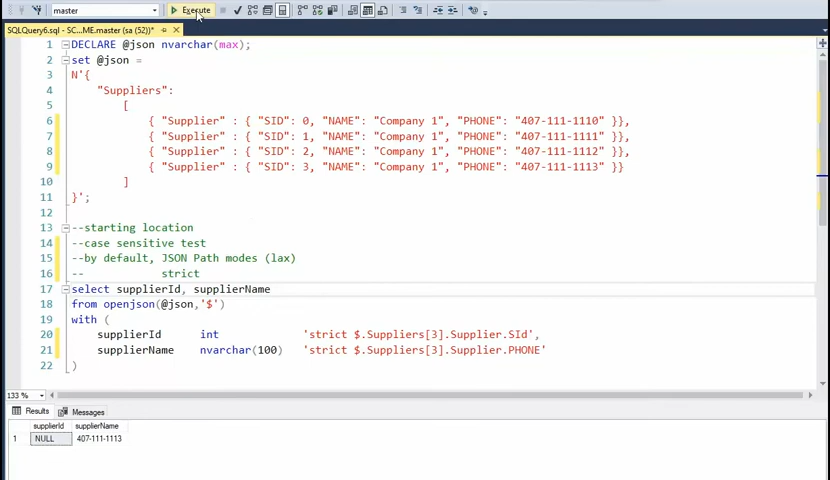 master
Execute
SQLQuery6.sql - SC...ME.master (sa (52))*
1 DECLARE @json nvarchar(max);
2 set @json =
3 N'{
4 "Suppliers":
5 [
6 { "Supplier" : { "SID": 0, "NAME": "Company 1", "PHONE": "407-111-1110" }},
7 { "Supplier" : { "SID": 1, "NAME": "Company 1", "PHONE": "407-111-1111" }},
8 { "Supplier" : { "SID": 2, "NAME": "Company 1", "PHONE": "407-111-1112" }},
9 { "Supplier" : { "SID": 3, "NAME": "Company 1", "PHONE": "407-111-1113" }}
10 ]
11 }';
12
13 --starting location
14 --case sensitive test
15 --by default, JSON Path modes (lax)
16 -- strict
17 select supplierId, supplierName
18 from openjson(@json,'$')
19 with (
20 supplierId int 'strict $.Suppliers[3].Supplier.SId',
21 supplierName nvarchar(100) 'strict $.Suppliers[3].Supplier.PHONE'
22 )
133 %
Results Messages
supplierId supplierName
1 NULL 407-111-1113